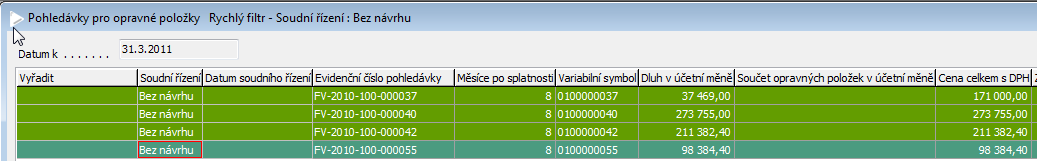 Pohledávky pro opravné položky Rychlý filtr - Soudní řízení : Bez návrhu
Datum k . . . . . . . 31.3.2011
Vyřadit Soudní řízení Datum soudního řízení Evidenční číslo pohledávky Měsíce po splatnosti Variabilní symbol Dluh v účetní měně Součet opravných položek v účetní měně Cena celkem s DPH
Bez návrhu FV-2010-100-000037 8 0100000037 37 469,00 171 000,00
Bez návrhu FV-2010-100-000040 8 0100000040 273 755,00 273 755,00
Bez návrhu FV-2010-100-000042 8 0100000042 211 382,40 211 382,40
Bez návrhu FV-2010-100-000055 8 0100000055 98 384,40 98 384,40